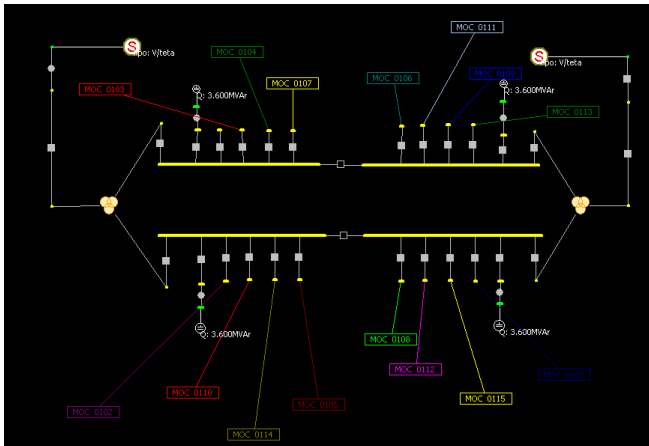 MOC 0111
S
Tipo: V/teta
MOC 0104
S
Tipo: V/teta
MOC 0106
MOC 0109
MOC 0103
MOC 0107
Q: 3.600MVAr
Q: 3.600MVAr
MOC 0113
Q: 3.600MVAr
Q: 3.600MVAr
MOC 0108
MOC 0112
MOC 0110
MOC 0115
MOC 0105
MOC 0102
MOC 0114